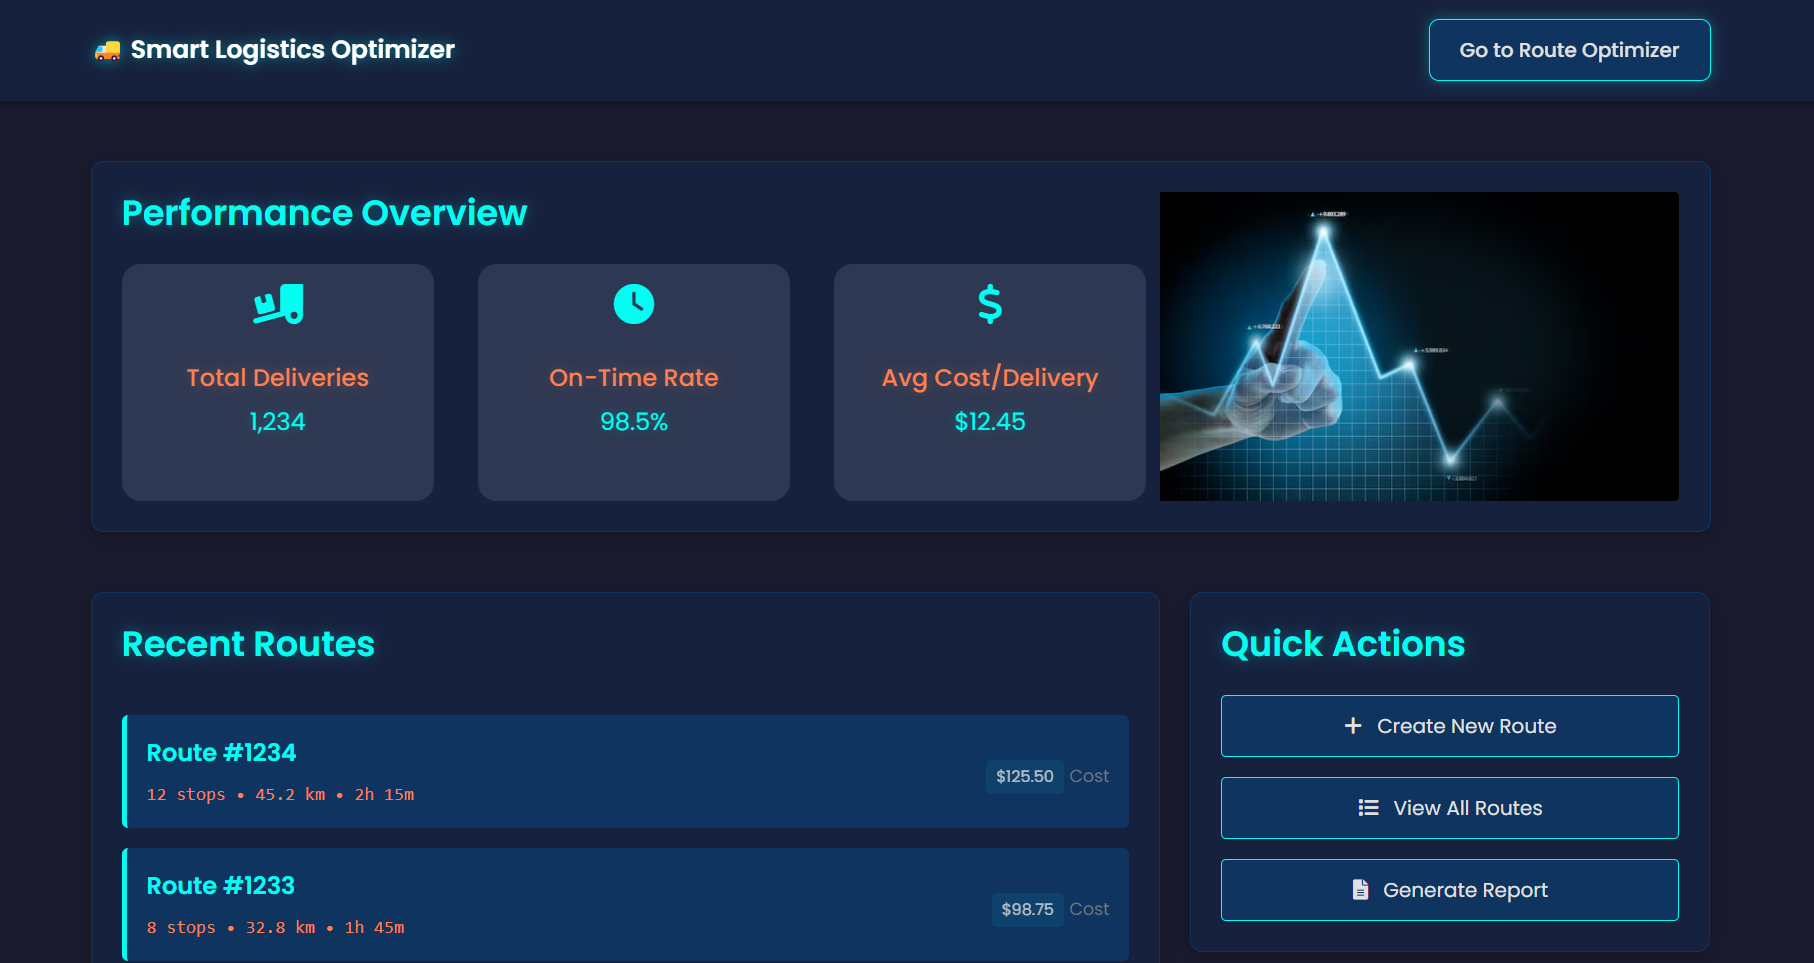 Smart Logistics Optimizer
Go to Route Optimizer
Performance Overview
Total Deliveries
1,234
On-Time Rate
98.5%
Avg Cost/Delivery
$12.45
Recent Routes
Route #1234
12 stops • 45.2 km • 2h 15m
$125.50 Cost
Route #1233
8 stops • 32.8 km • 1h 45m
$98.75 Cost
Quick Actions
Create New Route
View All Routes
Generate Report